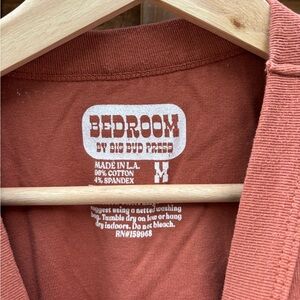 BEDROOM
BY BIG BUD PRESS
MADE IN L.A.
96% COTTON
4% SPANDEX
M
suggest using a netted washing
bag. Tumble dry on low or hang
dry indoors. Do not bleach.
RN#159968